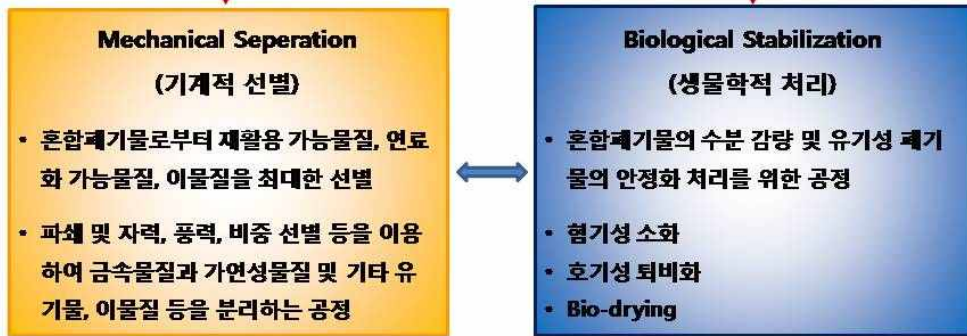 Mechanical Seperation
(기계적 선별)
• 혼합폐기물로부터 재활용 가능물질, 연료
화 가능물질, 이물질을 최대한 선별
• 파쇄 및 자력, 풍력, 비중 선별 등을 이용
하여 금속물질과 가연성물질 및 기타 유
기물, 이물질 등을 분리하는 공정
Biological Stabilization
(생물학적 처리)
• 혼합폐기물의 수분 감량 및 유기성 폐기
물의 안정화 처리를 위한 공정
• 혐기성 소화
• 호기성 퇴비화
• Bio-drying